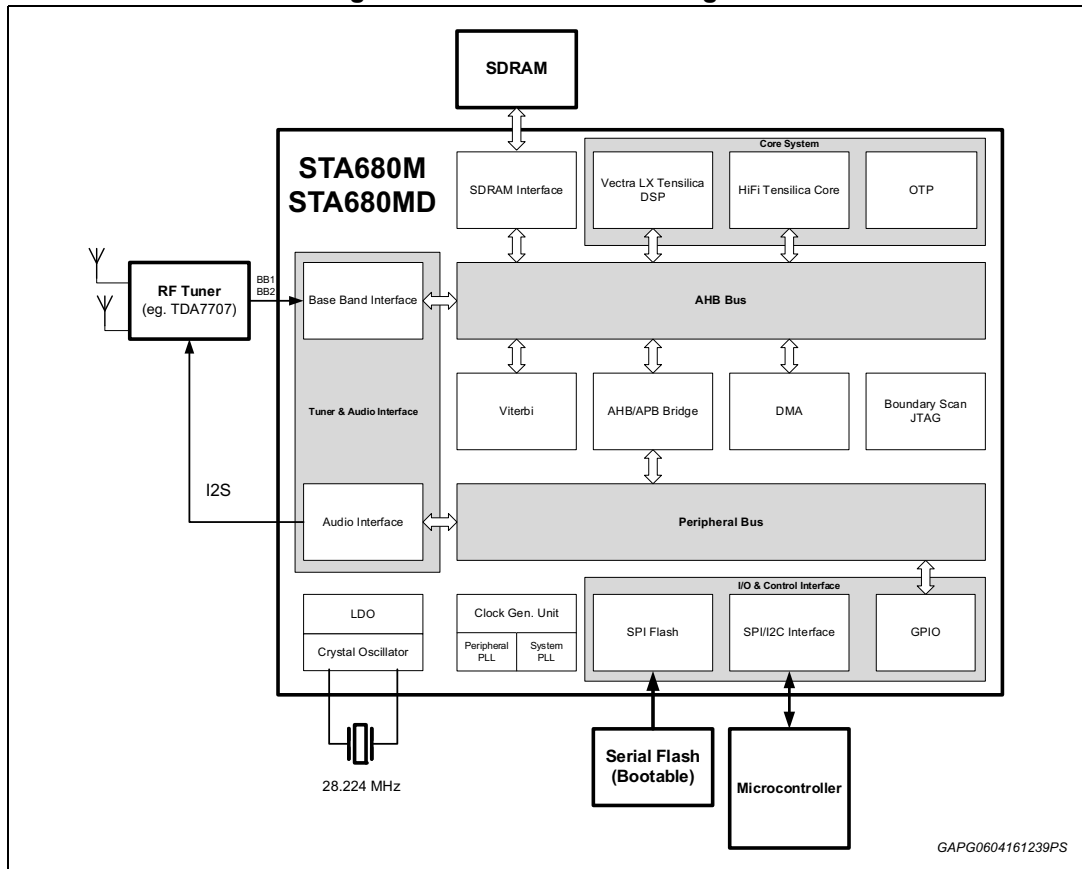 SDRAM
STA680M
STA680MD
SDRAM Interface
Core System
Vectra LX Tensilica
DSP
HiFi Tensilica Core
OTP
RF Tuner
(eg. TDA7707)
BB1
BB2
Base Band Interface
AHB Bus
Tuner & Audio Interface
Viterbi
AHB/APB Bridge
DMA
Boundary Scan
JTAG
I2S
Audio Interface
Peripheral Bus
I/O & Control Interface
LDO
Crystal Oscillator
Clock Gen. Unit
Peripheral
PLL
System
PLL
SPI Flash
SPI/I2C Interface
GPIO
28.224 MHz
Serial Flash
(Bootable)
Microcontroller
GAPG0604161239PS